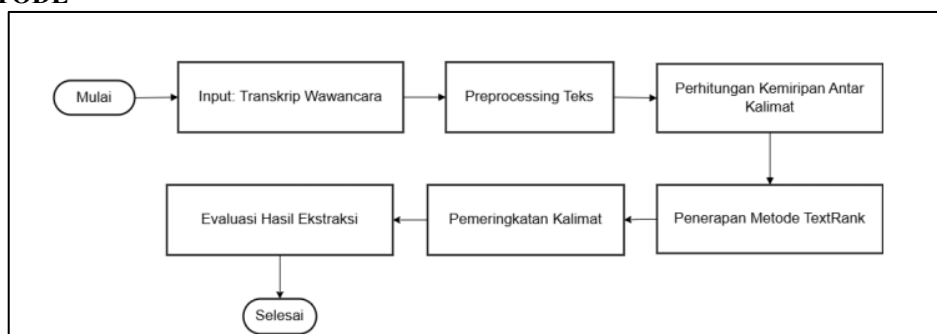 Mulai
Input: Transkrip Wawancara
Preprocessing Teks
Perhitungan Kemiripan Antar
Kalimat
Penerapan Metode TextRank
Pemeringkatan Kalimat
Evaluasi Hasil Ekstraksi
Selesai